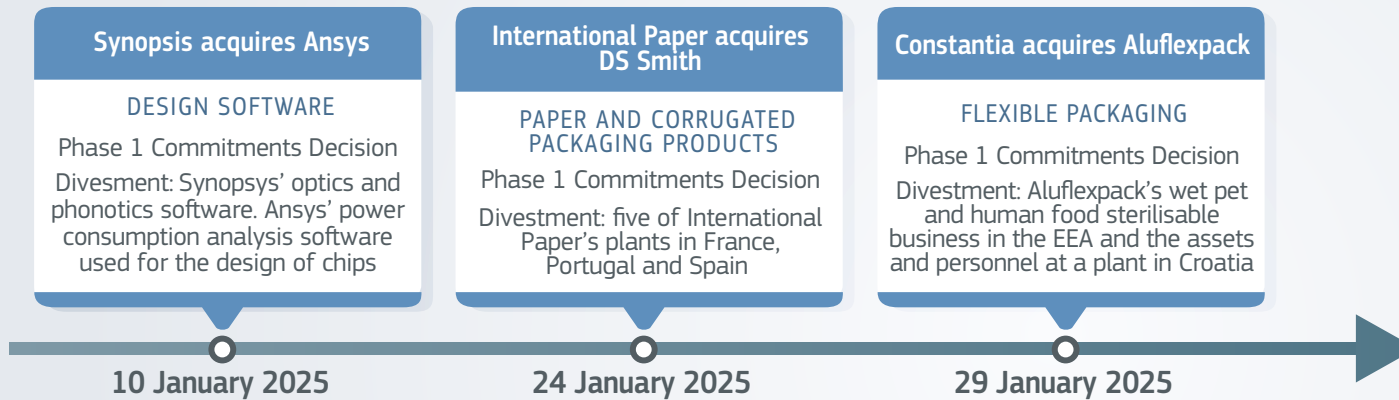 Synopsis acquires Ansys
DESIGN SOFTWARE
Phase 1 Commitments Decision
Divesment: Synopsys’ optics and
phonotics software. Ansys’ power
consumption analysis software
used for the design of chips
10 January 2025
International Paper acquires
DS Smith
PAPER AND CORRUGATED
PACKAGING PRODUCTS
Phase 1 Commitments Decision
Divestment: five of International
Paper’s plants in France,
Portugal and Spain
24 January 2025
Constantia acquires Aluflexpack
FLEXIBLE PACKAGING
Phase 1 Commitments Decision
Divestment: Aluflexpack’s wet pet
and human food sterilisable
business in the EEA and the assets
and personnel at a plant in Croatia
29 January 2025